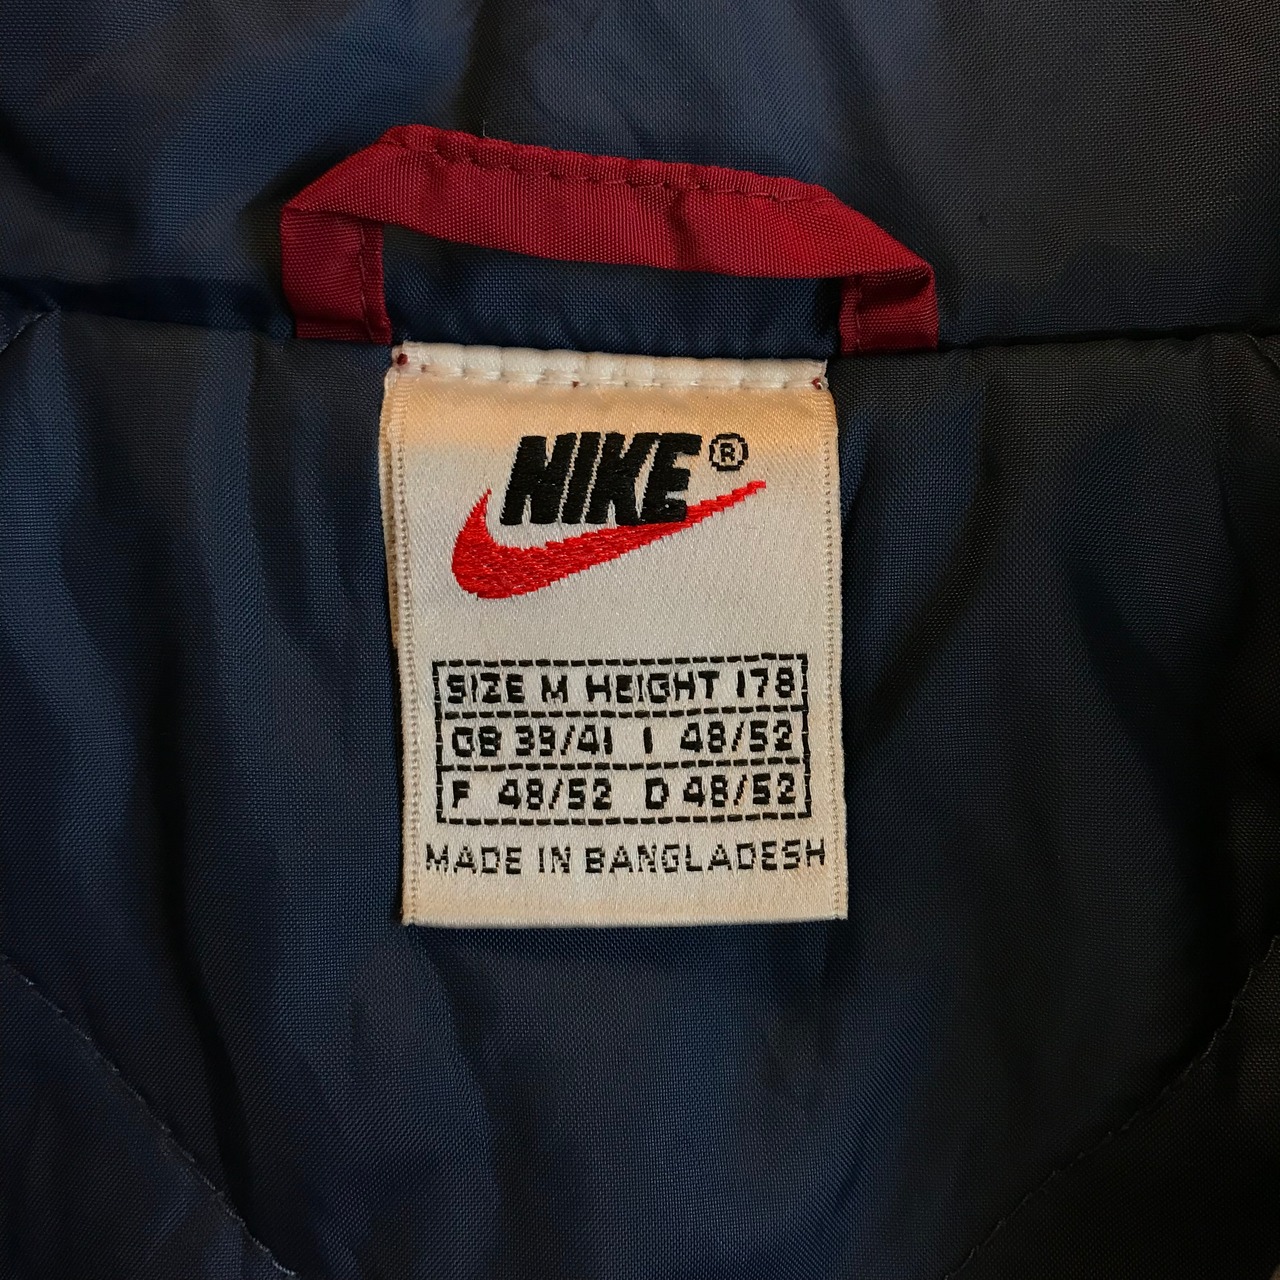 NIKE®
SIZE M HEIGHT 178
GB 39/41 I 48/52
F 48/52 D 48/52
MADE IN BANGLADESH